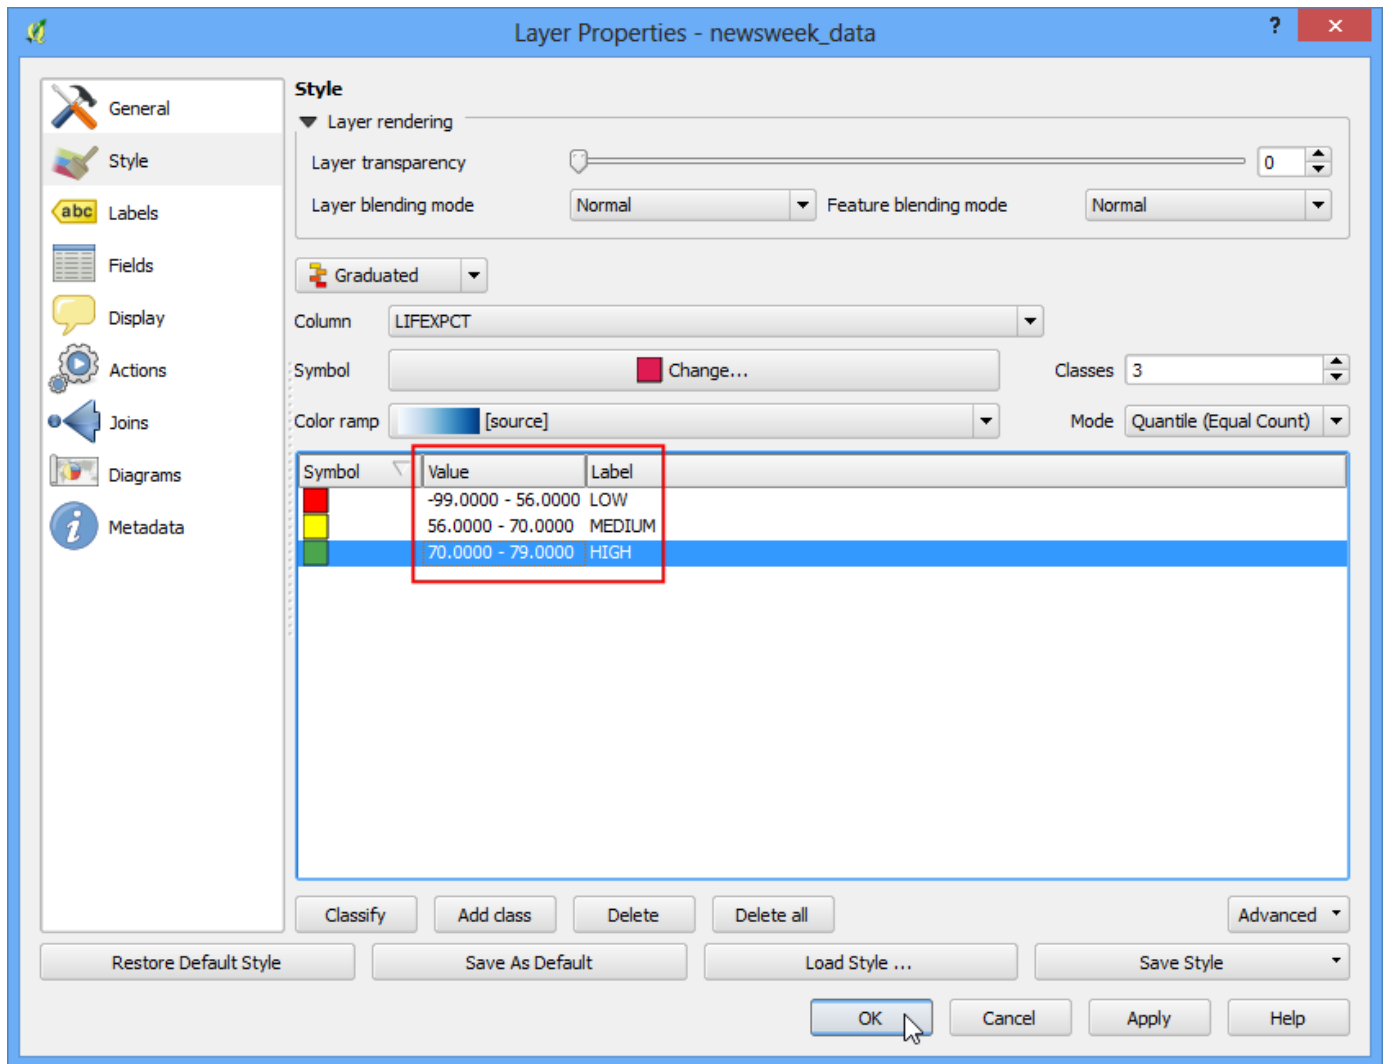 Layer Properties - newsweek_data
?
General
Style
abc Labels
Fields
Display
Actions
Joins
Diagrams
i Metadata
Style
Layer rendering
Layer transparency 0
Layer blending mode Normal Feature blending mode Normal
Graduated
Column LIFEXPCT
Symbol Change... Classes 3
Color ramp [source] Mode Quantile (Equal Count)
Symbol Value Label
-99.0000 - 56.0000 LOW
56.0000 - 70.0000 MEDIUM
70.0000 - 79.0000 HIGH
Classify Add class Delete Delete all Advanced
Restore Default Style Save As Default Load Style ... Save Style
OK Cancel Apply Help